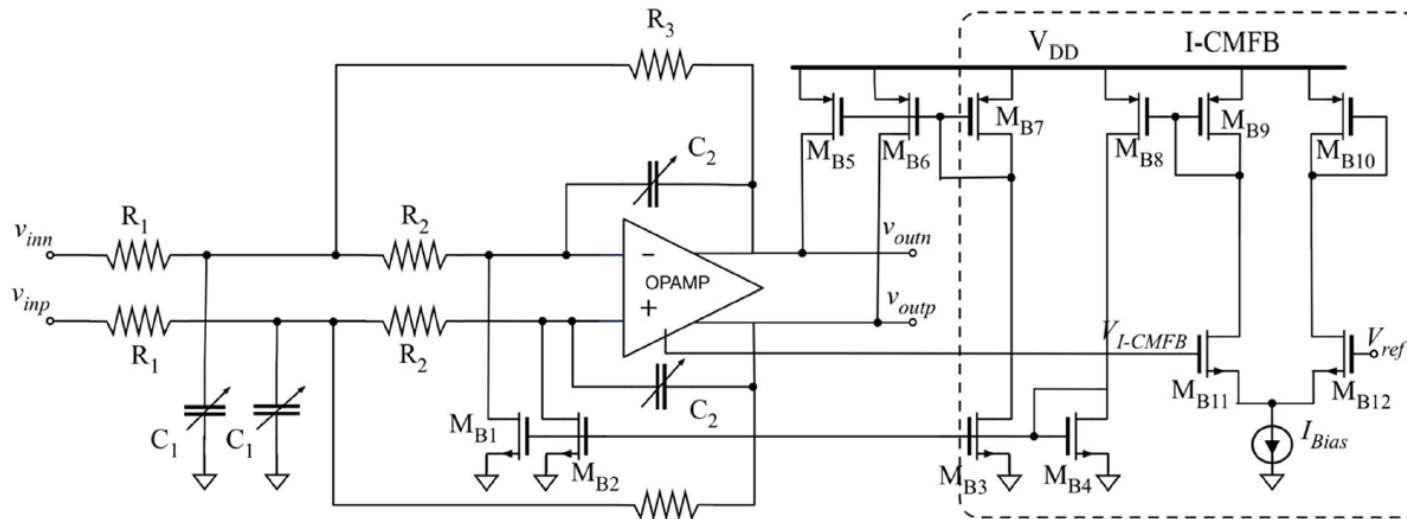 R3
VDD
I-CMFB
MB5
MB6
MB7
MB8
MB9
MB10
C2
vinn
R1
R2
−
OPAMP
+
voutn
vinp
R1
R2
voutp
VI-CMFB
Vref
C2
MB11
MB12
C1
C1
MB1
MB2
MB3
MB4
IBias